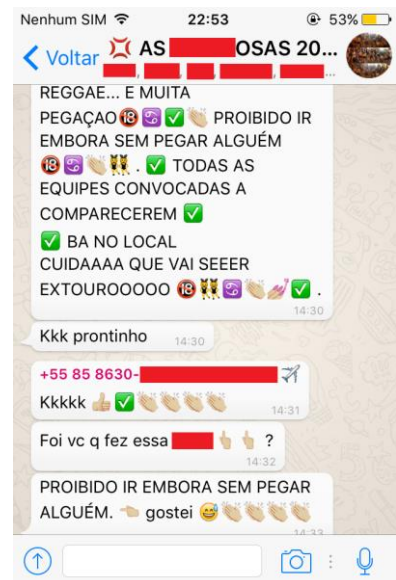 Nenhum SIM 22:53 53%
Voltar 💢 AS OSAS 20...
REGGAE... E MUITA
PEGAÇAO🔞♋✅👏🏼 PROIBIDO IR
EMBORA SEM PEGAR ALGUÉM
🔞♋👏🏼👯 . ✅ TODAS AS
EQUIPES CONVOCADAS A
COMPARECEREM ✅
✅ BA NO LOCAL
CUIDAAAA QUE VAI SEEER
EXTOUROOOOO 🔞👯♋👏🏼💅🏼✅ .
14:30
Kkk prontinho 14:30
+55 85 8630-
Kkkkk 👍🏼✅👏🏼👏🏼👏🏼👏🏼 14:31
Foi vc q fez essa 👆🏼👆🏼 ?
14:32
PROIBIDO IR EMBORA SEM PEGAR
ALGUÉM. 👈🏼 gostei 😅👏🏼👏🏼👏🏼👏🏼
14:33